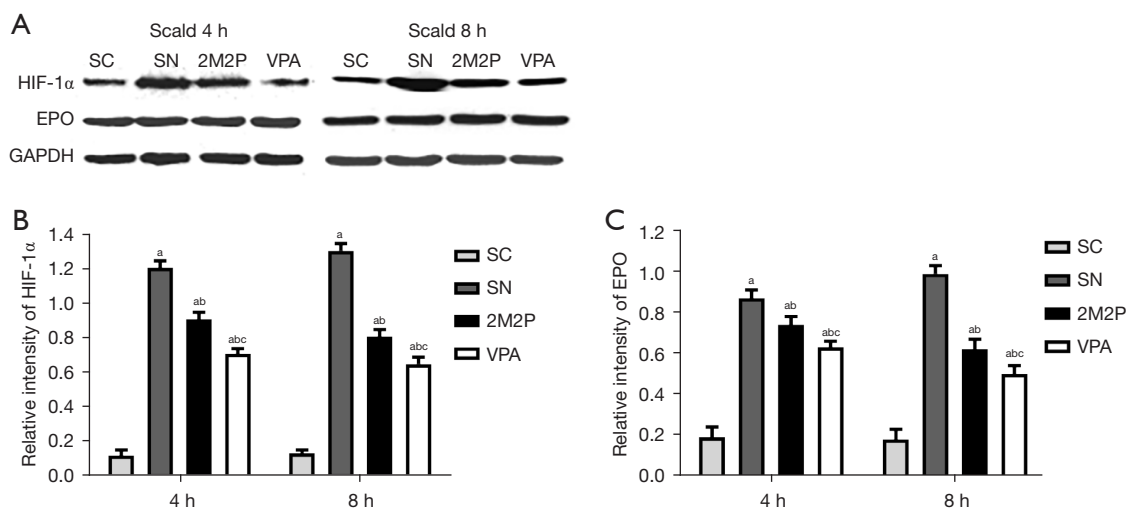 A
Scald 4 h
Scald 8 h
SC SN 2M2P VPA
SC SN 2M2P VPA
HIF-1α
EPO
GAPDH
B
Relative intensity of HIF-1α
1.4
1.2
1.0
0.8
0.6
0.4
0.2
0.0
a
ab
abc
a
ab
abc
4 h
8 h
SC
SN
2M2P
VPA
C
Relative intensity of EPO
1.2
1.0
0.8
0.6
0.4
0.2
0.0
a
ab
abc
a
ab
abc
4 h
8 h
SC
SN
2M2P
VPA